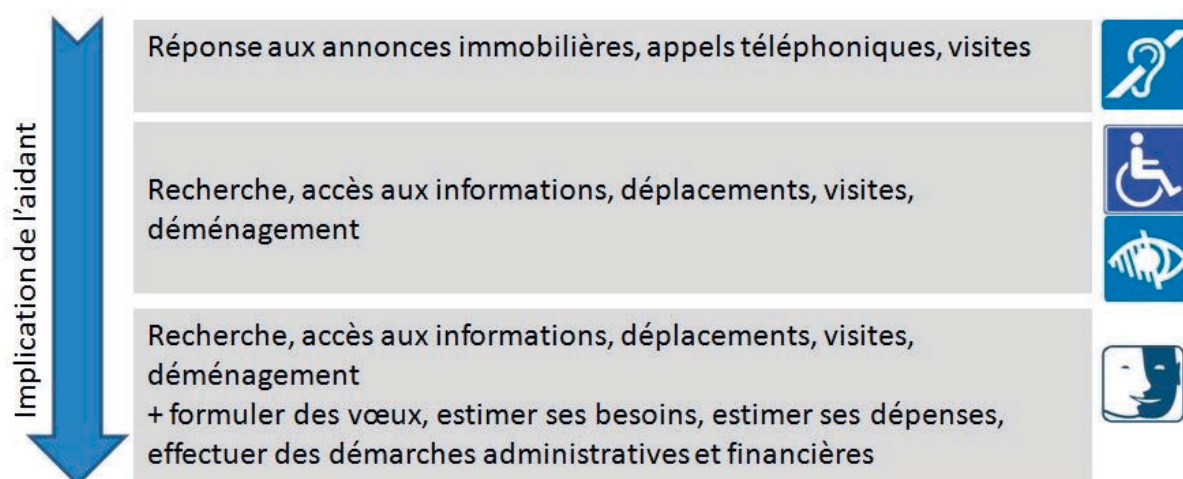 Implication de l'aidant
Réponse aux annonces immobilières, appels téléphoniques, visites
Recherche, accès aux informations, déplacements, visites,
déménagement
Recherche, accès aux informations, déplacements, visites,
déménagement
+ formuler des vœux, estimer ses besoins, estimer ses dépenses,
effectuer des démarches administratives et financières